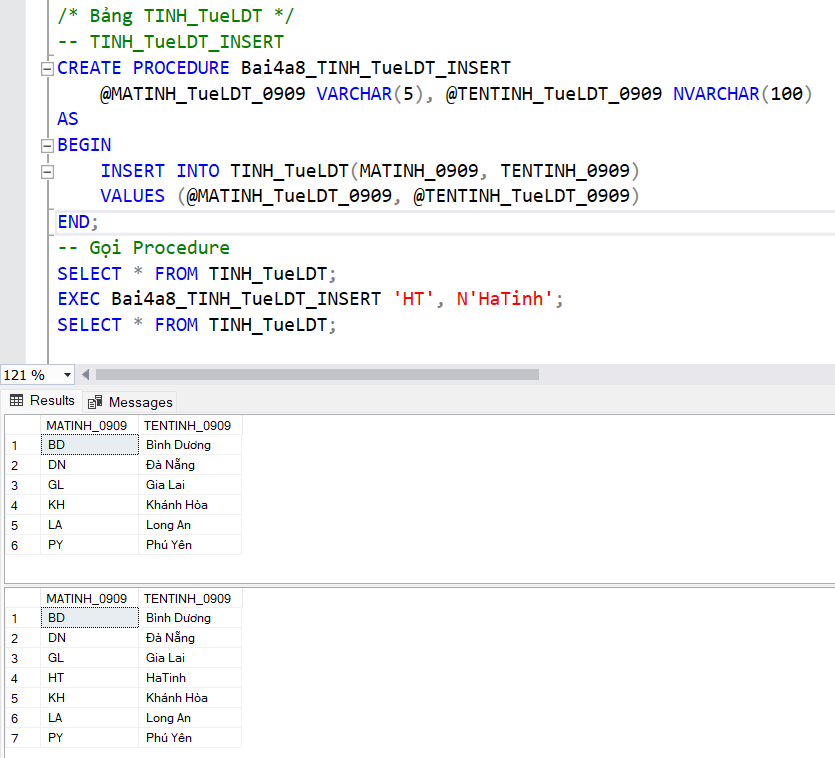 /* Bảng TINH_TueLDT */
-- TINH_TueLDT_INSERT
CREATE PROCEDURE Bai4a8_TINH_TueLDT_INSERT
@MATINH_TueLDT_0909 VARCHAR(5), @TENTINH_TueLDT_0909 NVARCHAR(100)
AS
BEGIN
INSERT INTO TINH_TueLDT(MATINH_0909, TENTINH_0909)
VALUES (@MATINH_TueLDT_0909, @TENTINH_TueLDT_0909)
END;
-- Gọi Procedure
SELECT * FROM TINH_TueLDT;
EXEC Bai4a8_TINH_TueLDT_INSERT 'HT', N'HaTinh';
SELECT * FROM TINH_TueLDT;
121 %
Results Messages
MATINH_0909 TENTINH_0909
1 BD Bình Dương
2 DN Đà Nẵng
3 GL Gia Lai
4 KH Khánh Hòa
5 LA Long An
6 PY Phú Yên
MATINH_0909 TENTINH_0909
1 BD Bình Dương
2 DN Đà Nẵng
3 GL Gia Lai
4 HT HaTinh
5 KH Khánh Hòa
6 LA Long An
7 PY Phú Yên